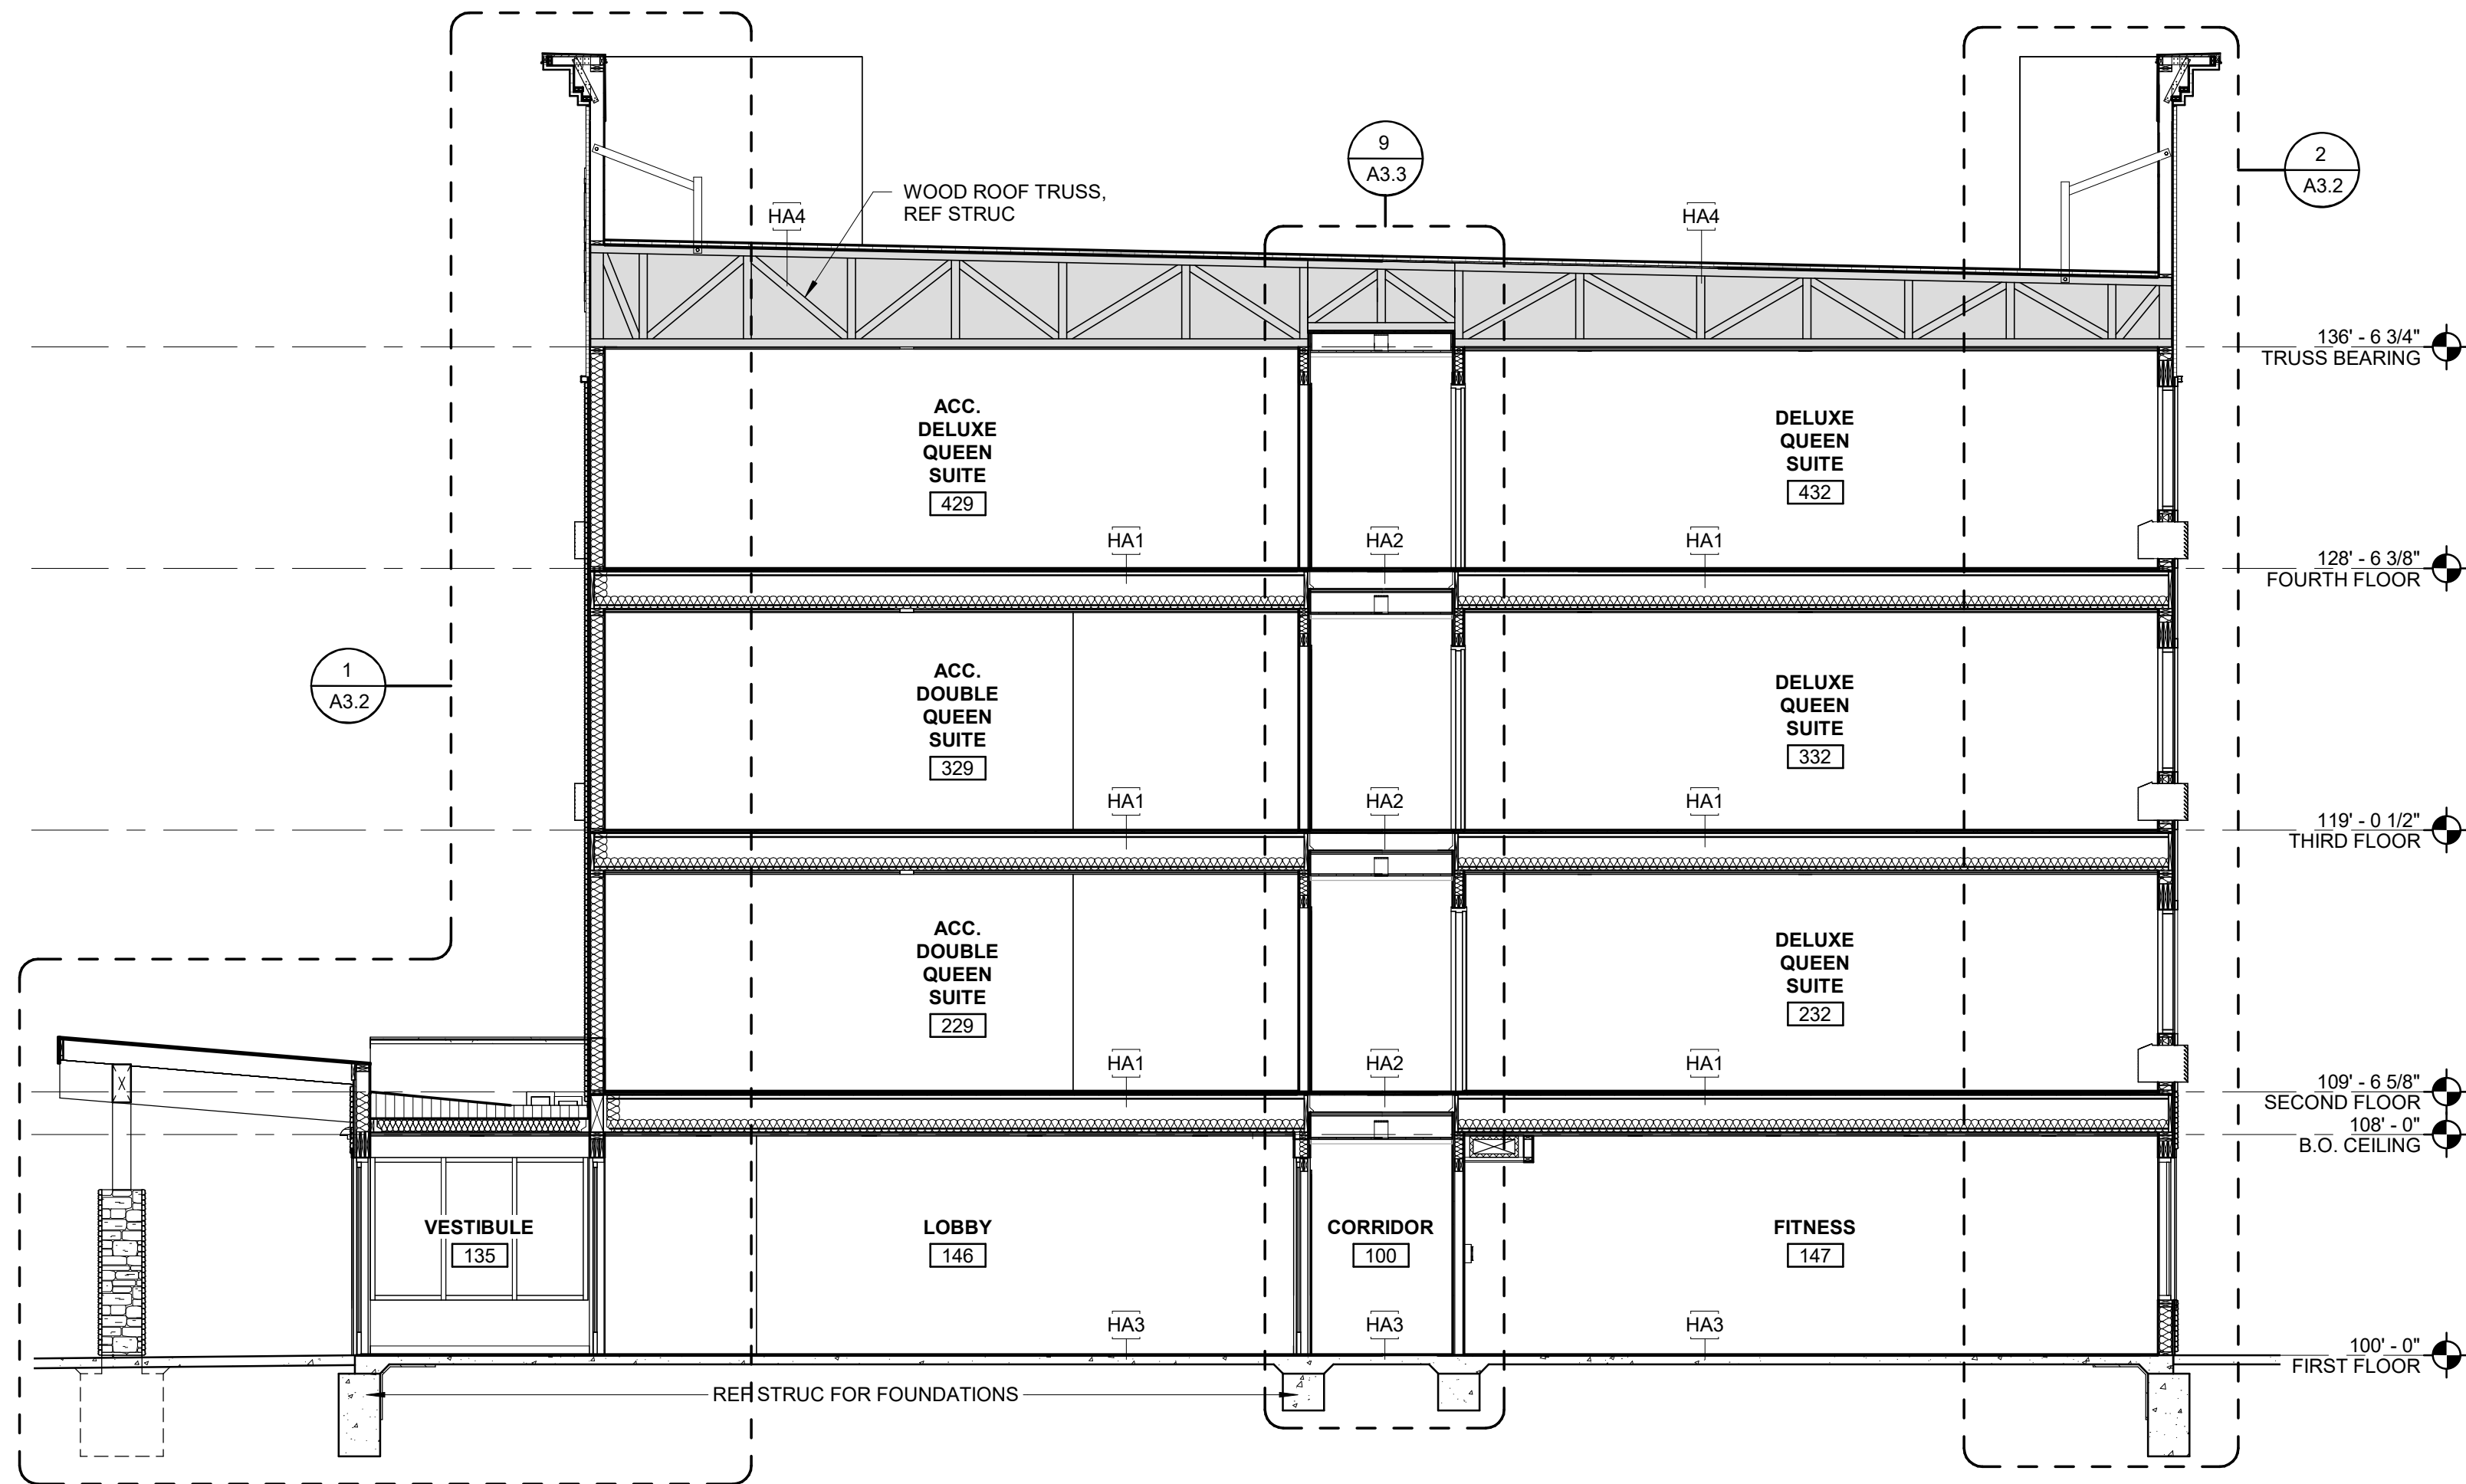 9
A3.3
2
A3.2
WOOD ROOF TRUSS,
REF STRUC
HA4
HA4
136' - 6 3/4"
TRUSS BEARING
ACC.
DELUXE
QUEEN
SUITE
429
DELUXE
QUEEN
SUITE
432
HA1
HA2
HA1
128' - 6 3/8"
FOURTH FLOOR
1
A3.2
ACC.
DOUBLE
QUEEN
SUITE
329
DELUXE
QUEEN
SUITE
332
HA1
HA2
HA1
119' - 0 1/2"
THIRD FLOOR
ACC.
DOUBLE
QUEEN
SUITE
229
DELUXE
QUEEN
SUITE
232
HA1
HA2
HA1
109' - 6 5/8"
SECOND FLOOR
108' - 0"
B.O. CEILING
VESTIBULE
135
LOBBY
146
CORRIDOR
100
FITNESS
147
HA3
HA3
HA3
100' - 0"
FIRST FLOOR
REF STRUC FOR FOUNDATIONS